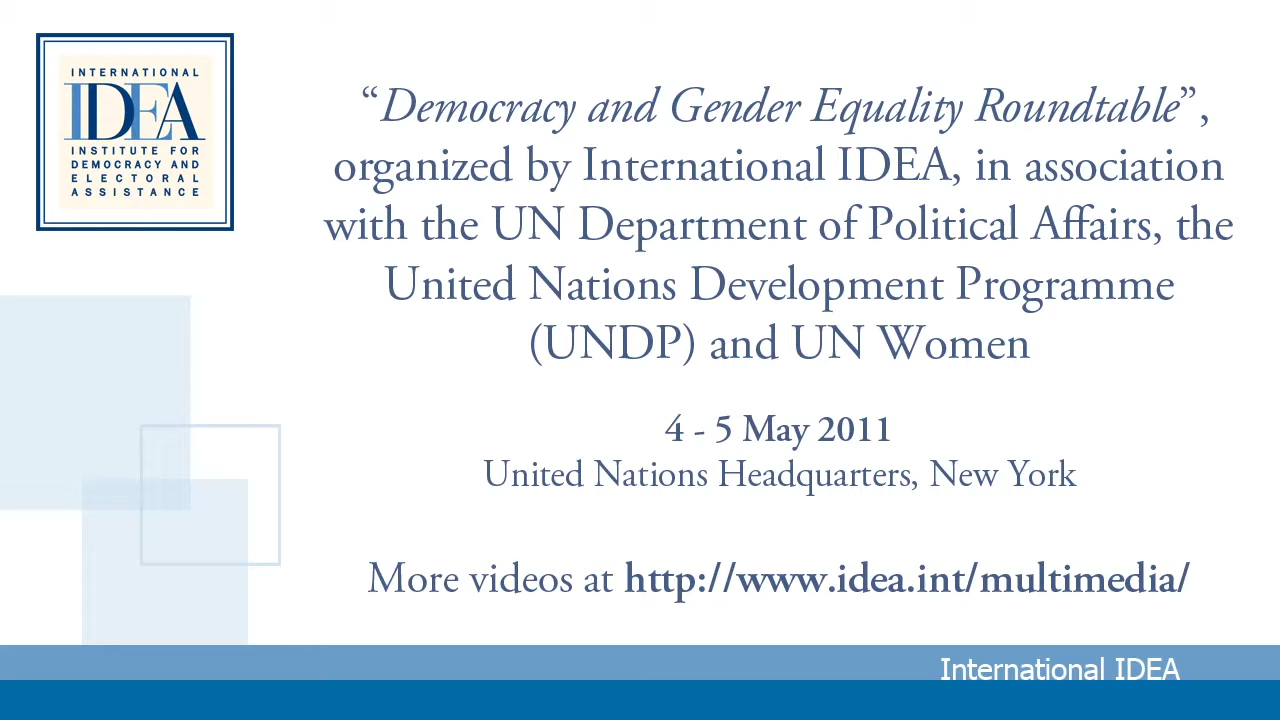 INTERNATIONAL
IDEA
INSTITUTE FOR
DEMOCRACY AND
ELECTORAL
ASSISTANCE
“Democracy and Gender Equality Roundtable”,
organized by International IDEA, in association
with the UN Department of Political Affairs, the
United Nations Development Programme
(UNDP) and UN Women
4 - 5 May 2011
United Nations Headquarters, New York
More videos at http://www.idea.int/multimedia/
International IDEA